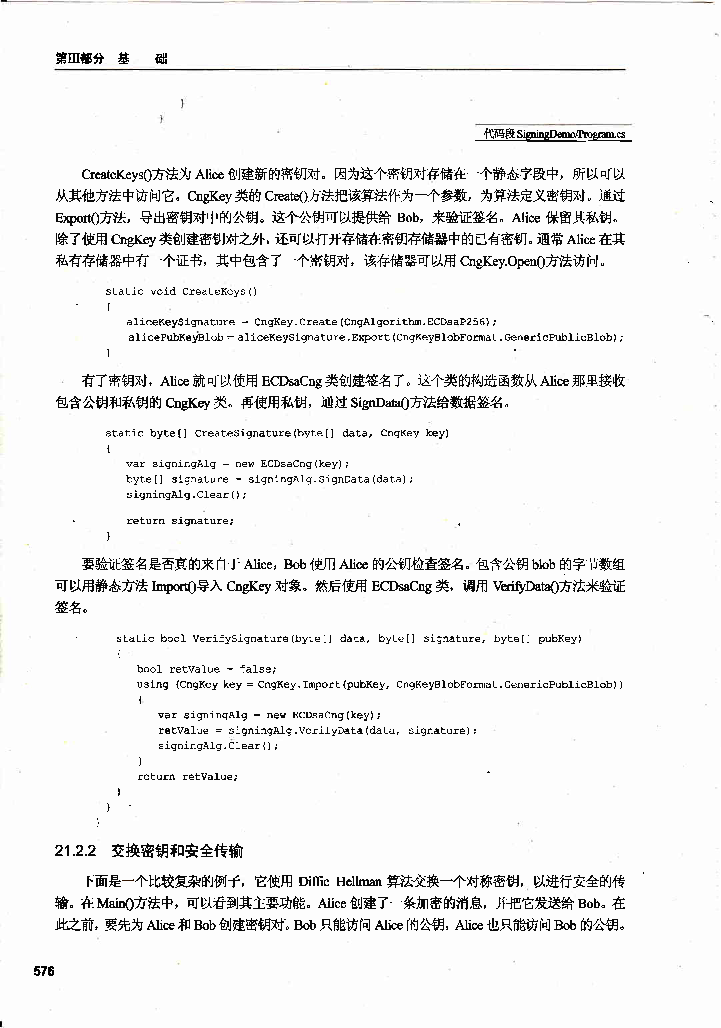 第Ⅲ部分 基 础
}
}
代码段 SigningDemo/Program.cs
CreateKeys()方法为 Alice 创建新的密钥对。因为这个密钥对存储在一个静态字段中，所以可以
从其他方法中访问它。CngKey 类的 Create()方法把该算法作为一个参数，为算法定义密钥对。通过
Export()方法，导出密钥对中的公钥。这个公钥可以提供给 Bob，来验证签名。Alice 保留其私钥。
除了使用 CngKey 类创建密钥对之外，还可以打开存储在密钥存储器中的已有密钥。通常 Alice 在其
私有存储器中有一个证书，其中包含了一个密钥对，该存储器可以用 CngKey.Open()方法访问。
static void CreateKeys()
{
aliceKeySignature = CngKey.Create(CngAlgorithm.ECDsaP256);
alicePubKeyBlob = aliceKeySignature.Export(CngKeyBlobFormat.GenericPublicBlob);
}
有了密钥对，Alice 就可以使用 ECDsaCng 类创建签名了。这个类的构造函数从 Alice 那里接收
包含公钥和私钥的 CngKey 类。再使用私钥，通过 SignData()方法给数据签名。
static byte[] CreateSignature(byte[] data, CngKey key)
{
var signingAlg = new ECDsaCng(key);
byte[] signature = signingAlg.SignData(data);
signingAlg.Clear();
return signature;
}
要验证签名是否真的来自于 Alice，Bob 使用 Alice 的公钥检查签名。包含公钥 blob 的字节数组
可以用静态方法 Import()导入 CngKey 对象。然后使用 ECDsaCng 类，调用 VerifyData()方法来验证
签名。
static bool VerifySignature(byte[] data, byte[] signature, byte[] pubKey)
{
bool retValue = false;
using (CngKey key = CngKey.Import(pubKey, CngKeyBlobFormat.GenericPublicBlob))
{
var signingAlg = new ECDsaCng(key);
retValue = signingAlg.VerifyData(data, signature);
signingAlg.Clear();
}
return retValue;
}
}
}
21.2.2 交换密钥和安全传输
下面是一个比较复杂的例子，它使用 Diffie Hellman 算法交换一个对称密钥，以进行安全的传
输。在 Main()方法中，可以看到其主要功能。Alice 创建了一条加密的消息，并把它发送给 Bob。在
此之前，要先为 Alice 和 Bob 创建密钥对。Bob 只能访问 Alice 的公钥，Alice 也只能访问 Bob 的公钥。
576